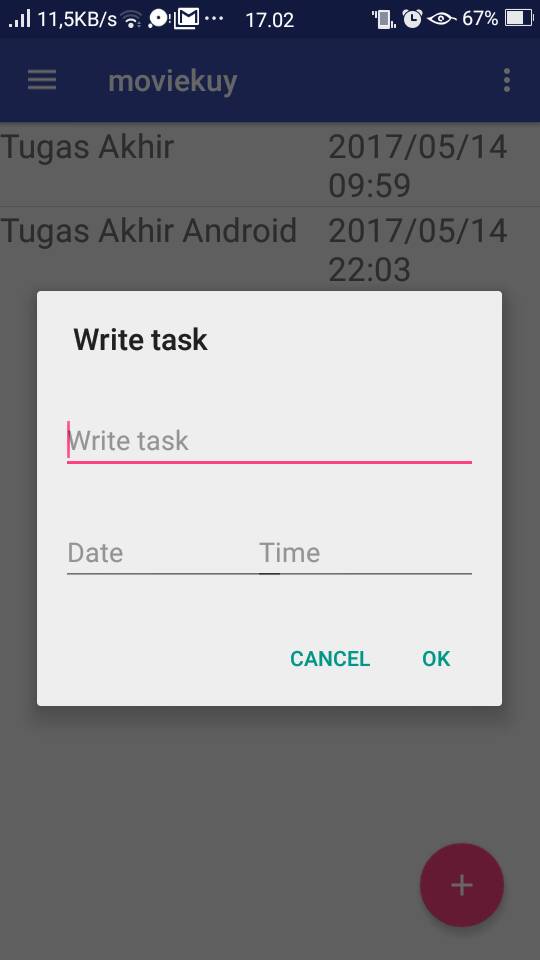 11,5KB/s ! M ... 17.02 67%
moviekuy
Tugas Akhir 2017/05/14
09:59
Tugas Akhir Android 2017/05/14
22:03
Write task
Write task
Date Time
CANCEL OK
+